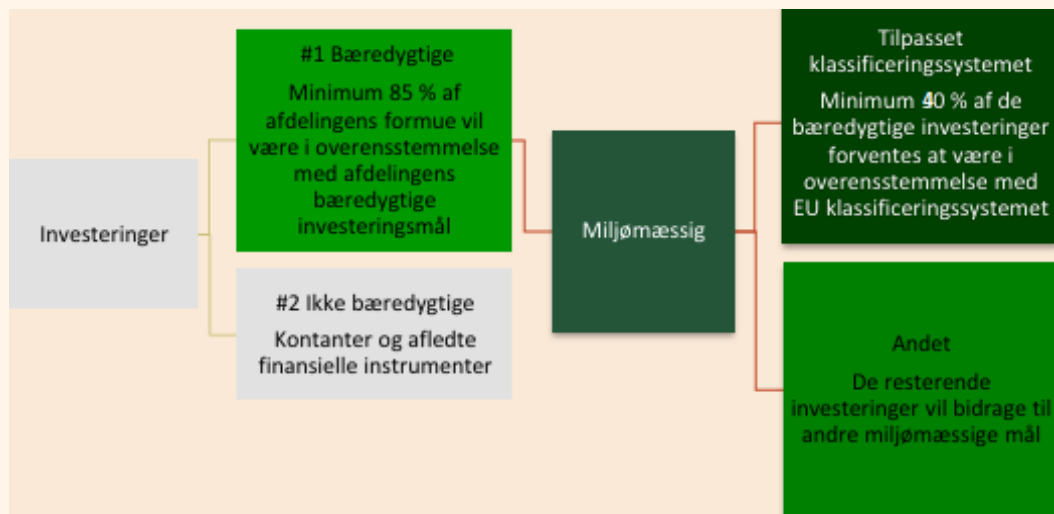 Investeringer
#1 Bæredygtige
Minimum 85 % af
afdelingens formue vil
være i overensstemmelse
med afdelingens
bæredygtige
investeringsmål
#2 Ikke bæredygtige
Kontanter og afledte
finansielle instrumenter
Miljømæssig
Tilpasset
klassificeringssystemet
Minimum % af de
bæredygtige investeringer
forventes at være i
overensstemmelse med
EU klassificeringssystemet
Andet
De resterende
investeringer vil bidrage til
andre miljømæssige mål